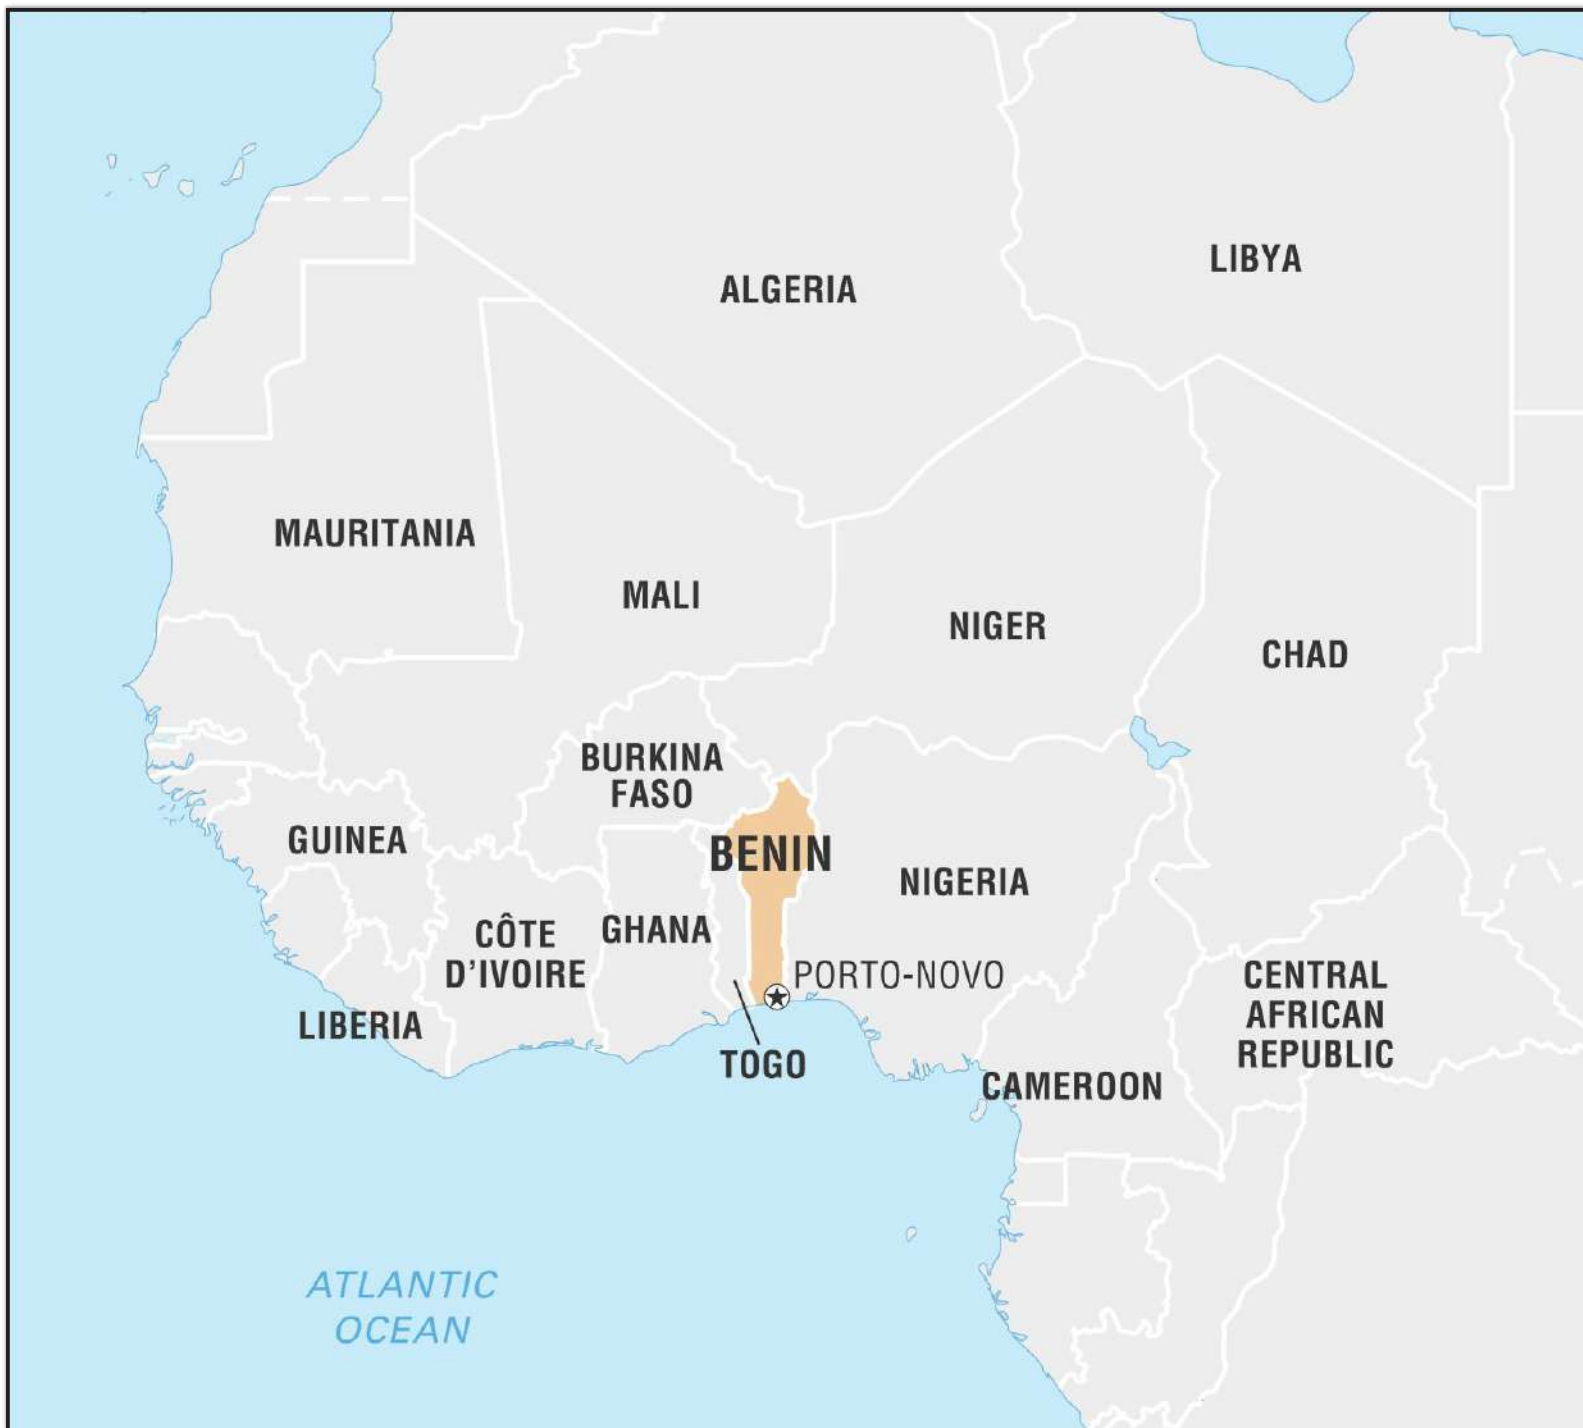 LIBYA
ALGERIA
MAURITANIA
MALI
NIGER
CHAD
BURKINA
FASO
GUINEA
BENIN
NIGERIA
CÔTE
D’IVOIRE
GHANA
PORTO-NOVO
CENTRAL
AFRICAN
REPUBLIC
LIBERIA
TOGO
CAMEROON
ATLANTIC
OCEAN